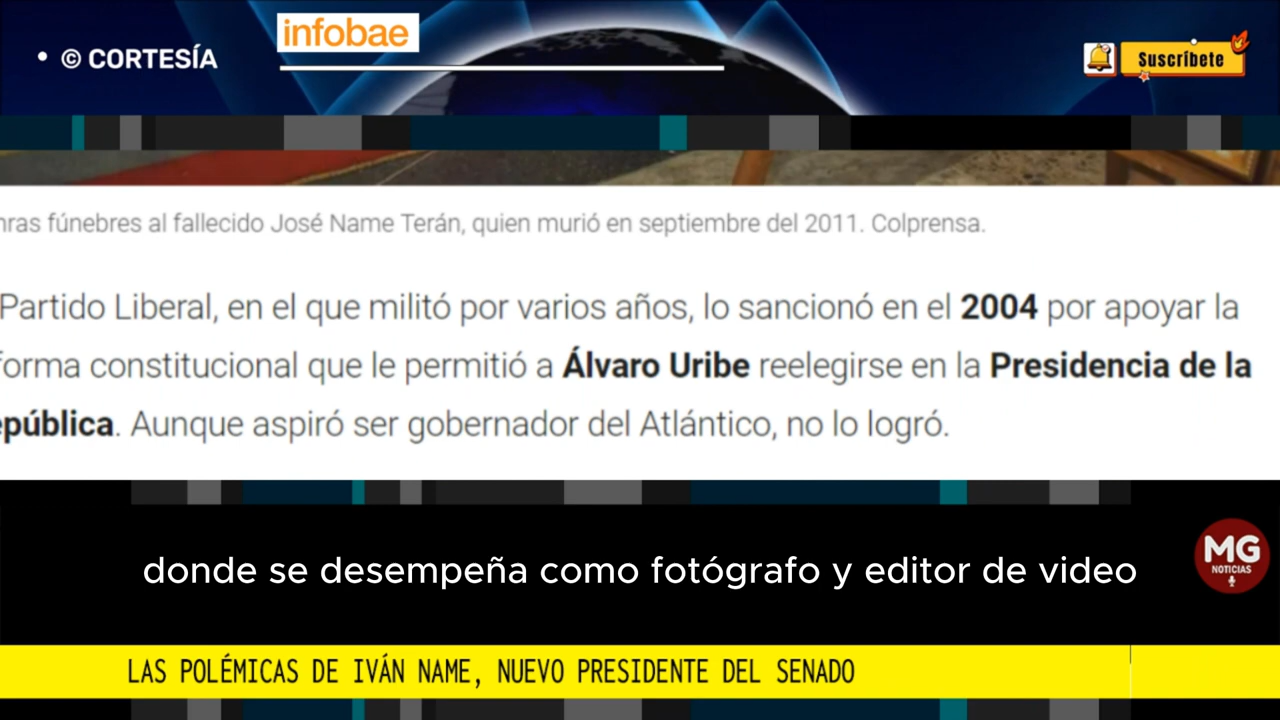 • © CORTESÍA
infobae
Suscríbete
nras fúnebres al fallecido José Name Terán, quien murió en septiembre del 2011. Colprensa.
Partido Liberal, en el que militó por varios años, lo sancionó en el 2004 por apoyar la
forma constitucional que le permitió a Álvaro Uribe reelegirse en la Presidencia de la
epública. Aunque aspiró ser gobernador del Atlántico, no lo logró.
donde se desempeña como fotógrafo y editor de video
MG
NOTICIAS
LAS POLÉMICAS DE IVÁN NAME, NUEVO PRESIDENTE DEL SENADO